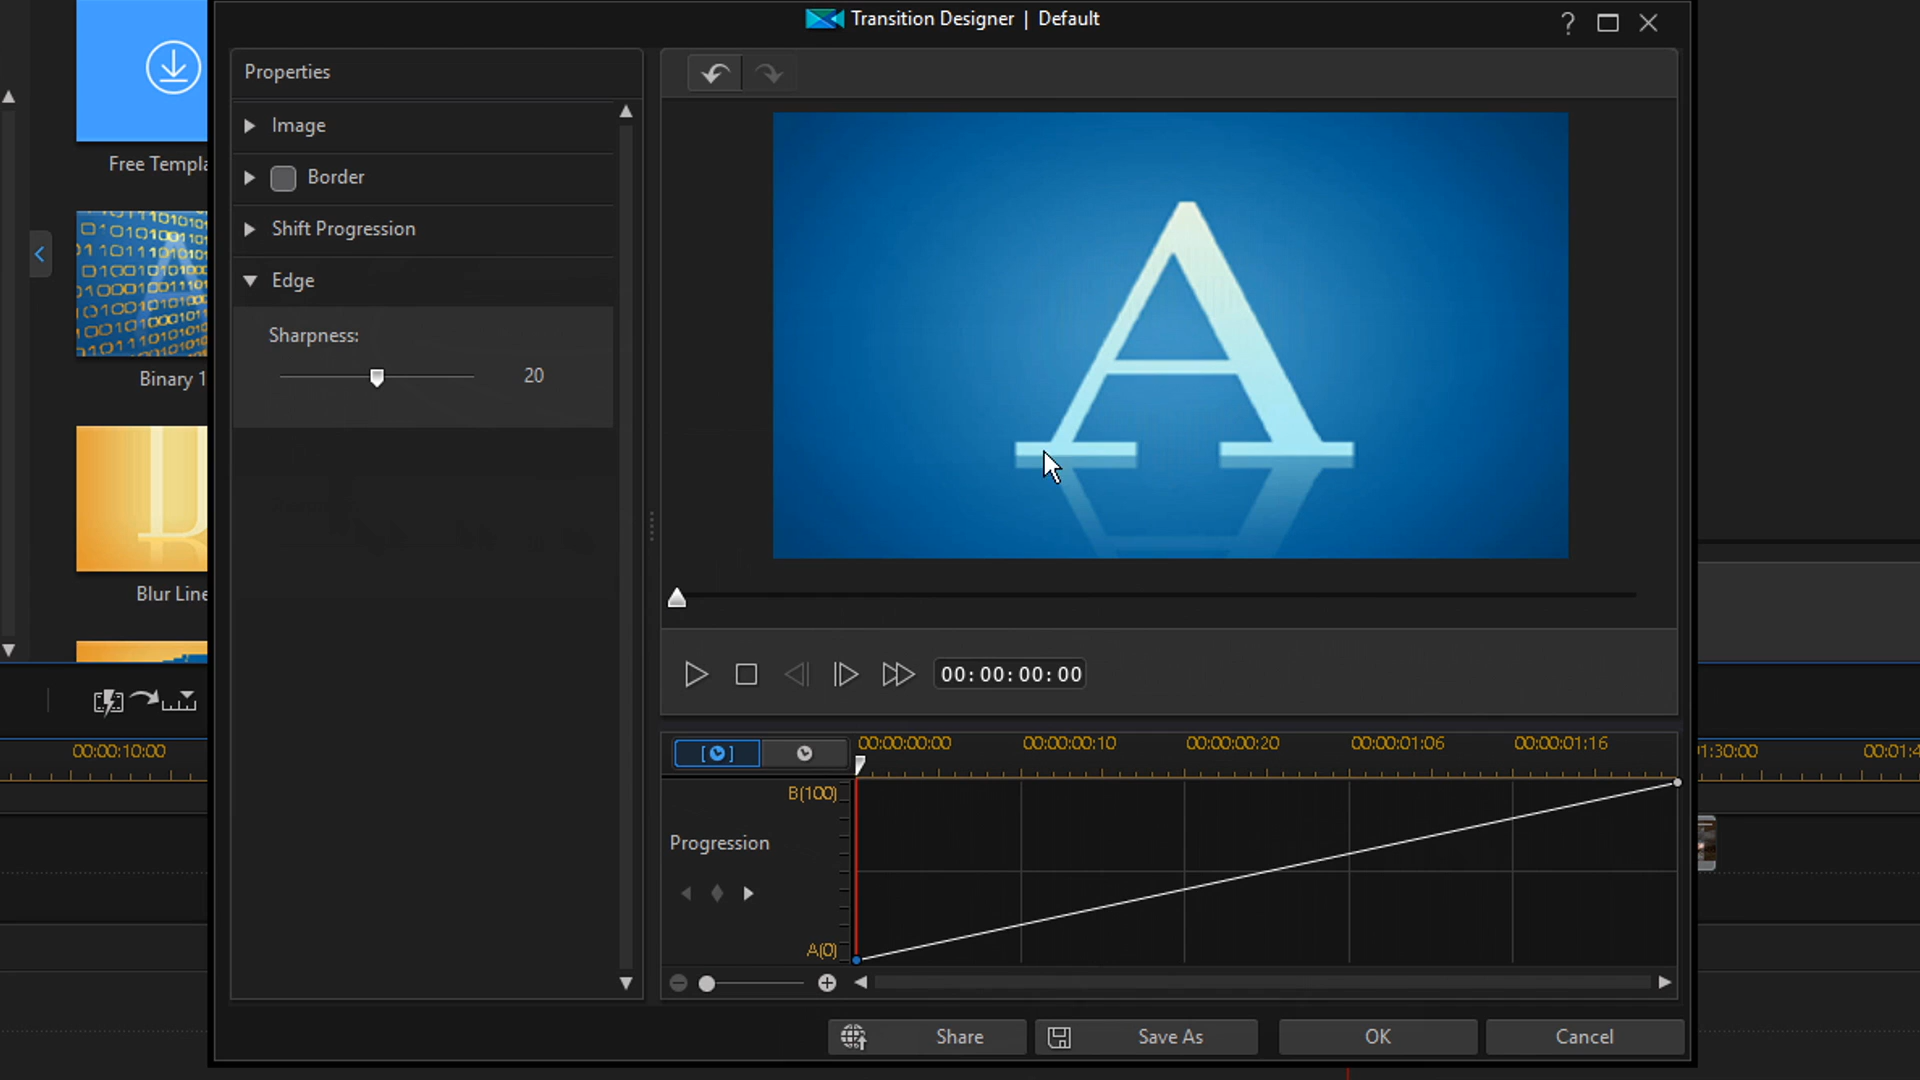 Transition Designer | Default
?
Properties
Image
Border
Shift Progression
Edge
Sharpness:
20
Free Templa
Binary 1
Blur Line
A
00:00:00:00
00:00:10:00
00:00:00:00
00:00:00:10
00:00:00:20
00:00:01:06
00:00:01:16
1:30:00
00:01:4
B(100)
Progression
A(0)
Share
Save As
OK
Cancel